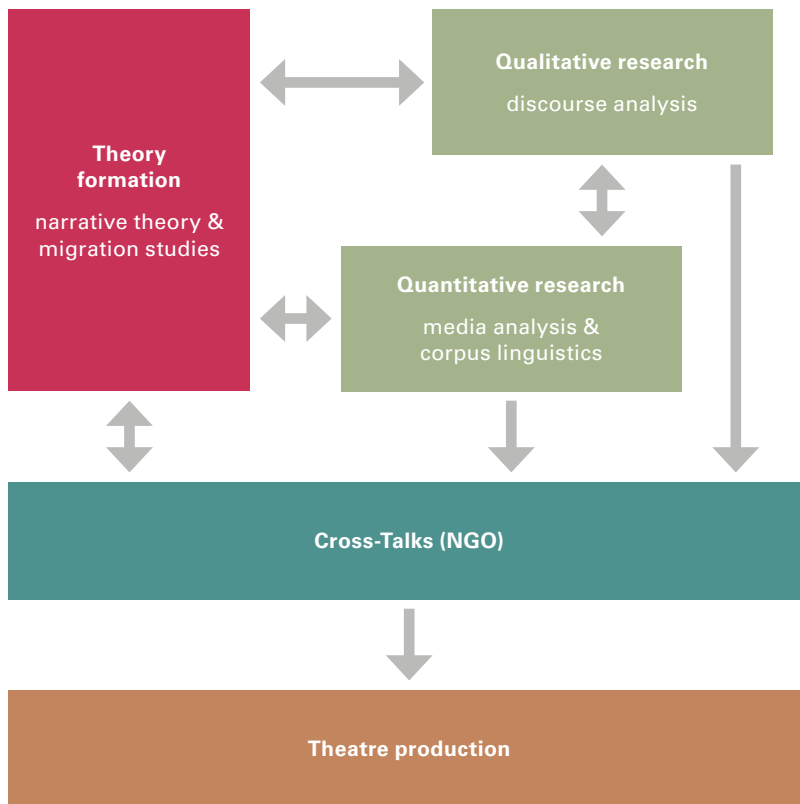 Qualitative research
discourse analysis
Theory
formation
narrative theory &
migration studies
Quantitative research
media analysis &
corpus linguistics
Cross-Talks (NGO)
Theatre production